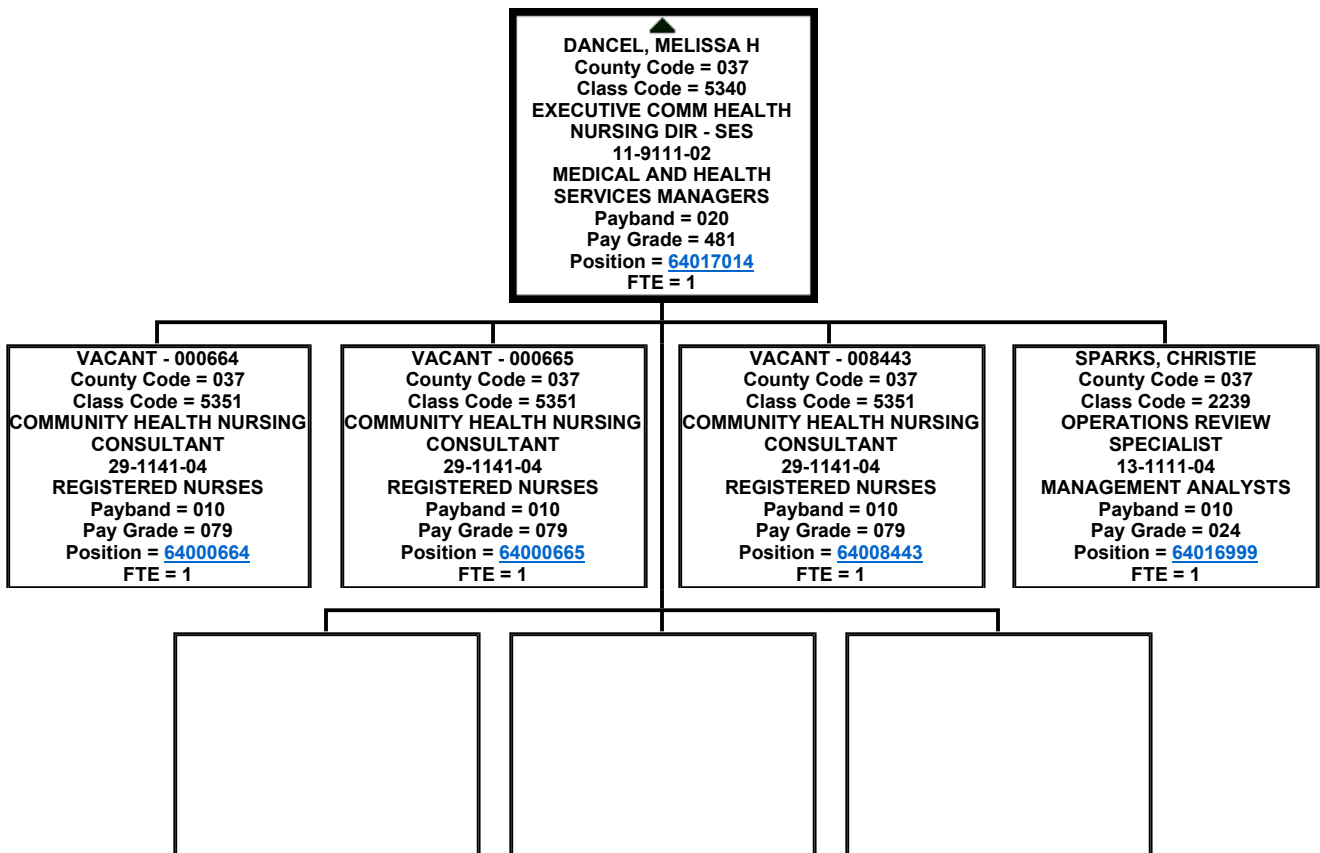 DANCEL, MELISSA H
County Code = 037
Class Code = 5340
EXECUTIVE COMM HEALTH
NURSING DIR - SES
11-9111-02
MEDICAL AND HEALTH
SERVICES MANAGERS
Payband = 020
Pay Grade = 481
Position = 64017014
FTE = 1
VACANT - 000664
County Code = 037
Class Code = 5351
COMMUNITY HEALTH NURSING
CONSULTANT
29-1141-04
REGISTERED NURSES
Payband = 010
Pay Grade = 079
Position = 64000664
FTE = 1
VACANT - 000665
County Code = 037
Class Code = 5351
COMMUNITY HEALTH NURSING
CONSULTANT
29-1141-04
REGISTERED NURSES
Payband = 010
Pay Grade = 079
Position = 64000665
FTE = 1
VACANT - 008443
County Code = 037
Class Code = 5351
COMMUNITY HEALTH NURSING
CONSULTANT
29-1141-04
REGISTERED NURSES
Payband = 010
Pay Grade = 079
Position = 64008443
FTE = 1
SPARKS, CHRISTIE
County Code = 037
Class Code = 2239
OPERATIONS REVIEW
SPECIALIST
13-1111-04
MANAGEMENT ANALYSTS
Payband = 010
Pay Grade = 024
Position = 64016999
FTE = 1